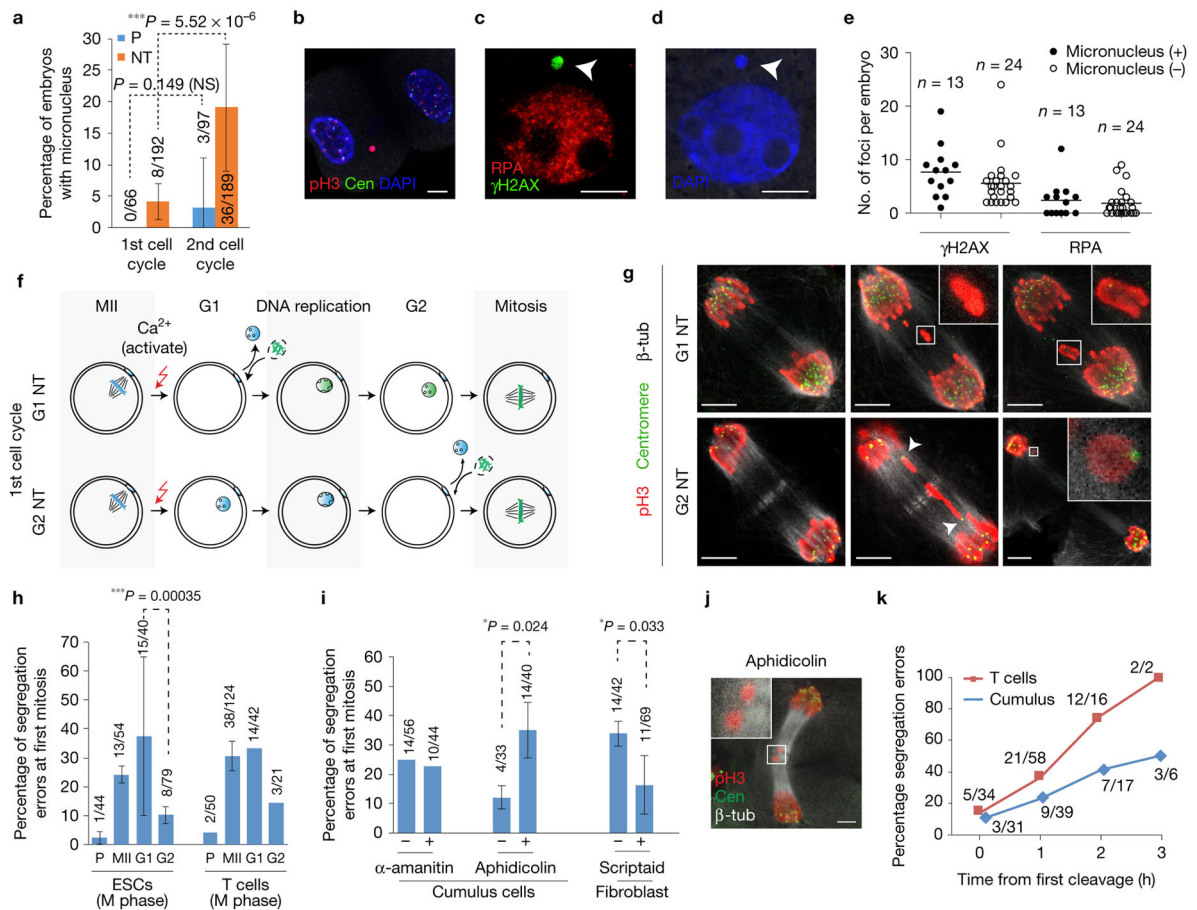 a
***P = 5.52 × 10−6
P
NT
P = 0.149 (NS)
Percentage of embryos
with micronucleus
30
25
20
15
10
5
0
0/66
8/192
3/97
36/189
1st cell
cycle
2nd cell
cycle
b
pH3 Cen DAPI
c
RPA
γH2AX
d
DAPI
e
Micronucleus (+)
Micronucleus (−)
No. of foci per embryo
30
25
20
15
10
5
0
n = 13
n = 24
n = 13
n = 24
γH2AX
RPA
f
1st cell cycle
MII
G1
DNA replication
G2
Mitosis
Ca2+
(activate)
G1 NT
G2 NT
g
pH3 Centromere β-tub
G1 NT
G2 NT
h
***P = 0.00035
Percentage of segregation
errors at first mitosis
70
60
50
40
30
20
10
0
1/44
13/54
15/40
8/79
2/50
38/124
14/42
3/21
P MII G1 G2
P MII G1 G2
ESCs
(M phase)
T cells
(M phase)
i
*P = 0.024
*P = 0.033
Percentage of segregation
errors at first mitosis
60
50
40
30
20
10
0
14/56
10/44
4/33
14/40
14/42
11/69
− + − + − +
α-amanitin
Aphidicolin
Scriptaid
Cumulus cells
Fibroblast
j
Aphidicolin
pH3
Cen
β-tub
k
Percentage segregation errors
T cells
Cumulus
100
80
60
40
20
0
5/34
21/58
12/16
2/2
3/31
9/39
7/17
3/6
0 1 2 3
Time from first cleavage (h)